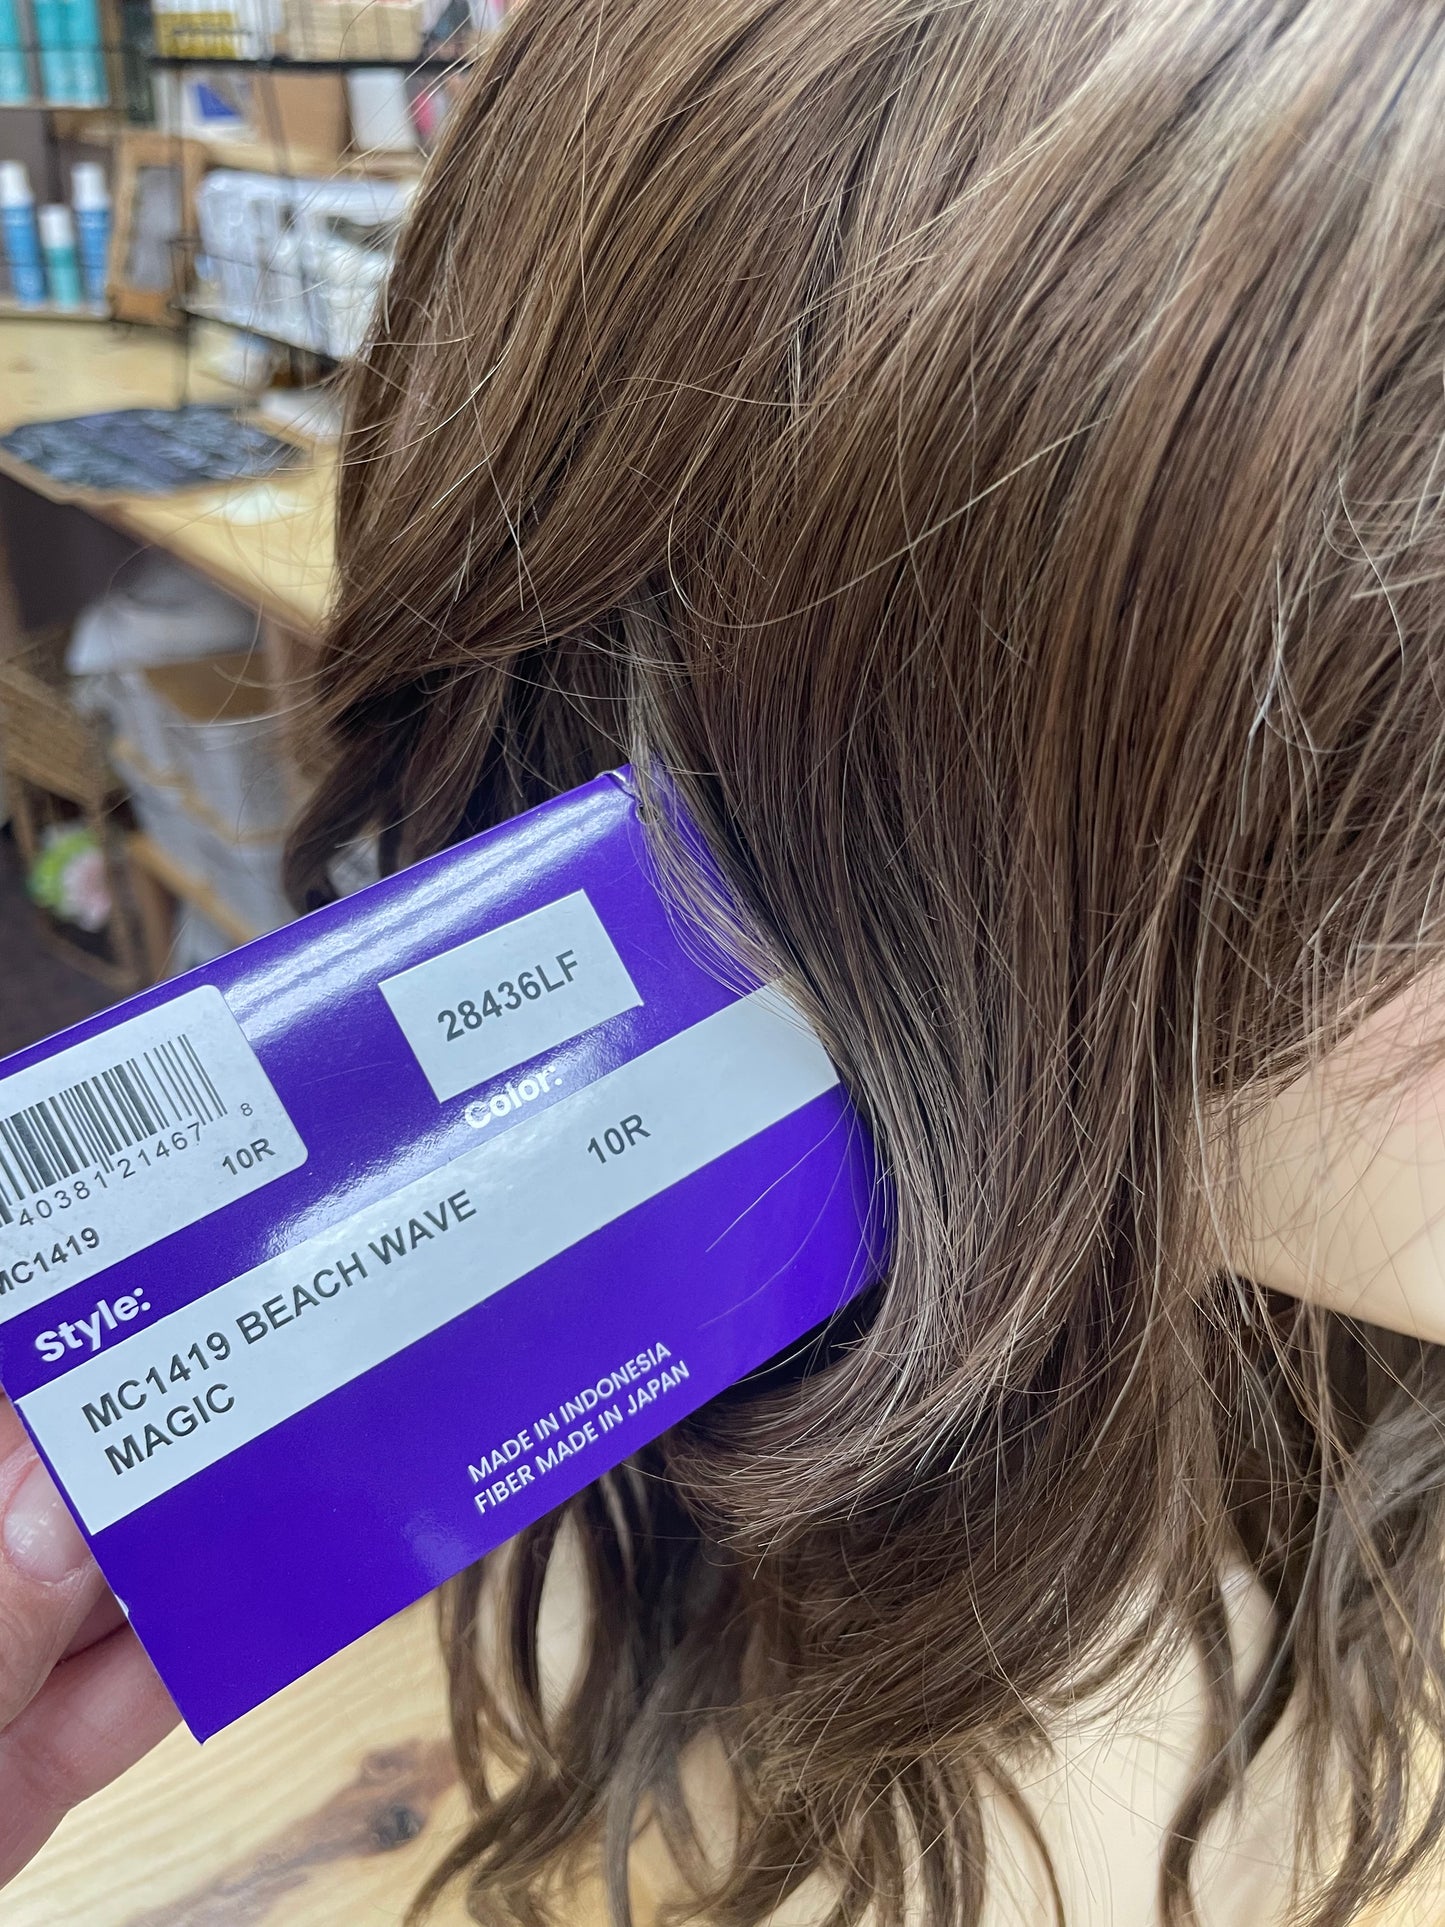 28436LF
Color:
40381 21467 8
10R
MC1419
Style:
MC1419 BEACH WAVE 10R
MAGIC
MADE IN INDONESIA
FIBER MADE IN JAPAN